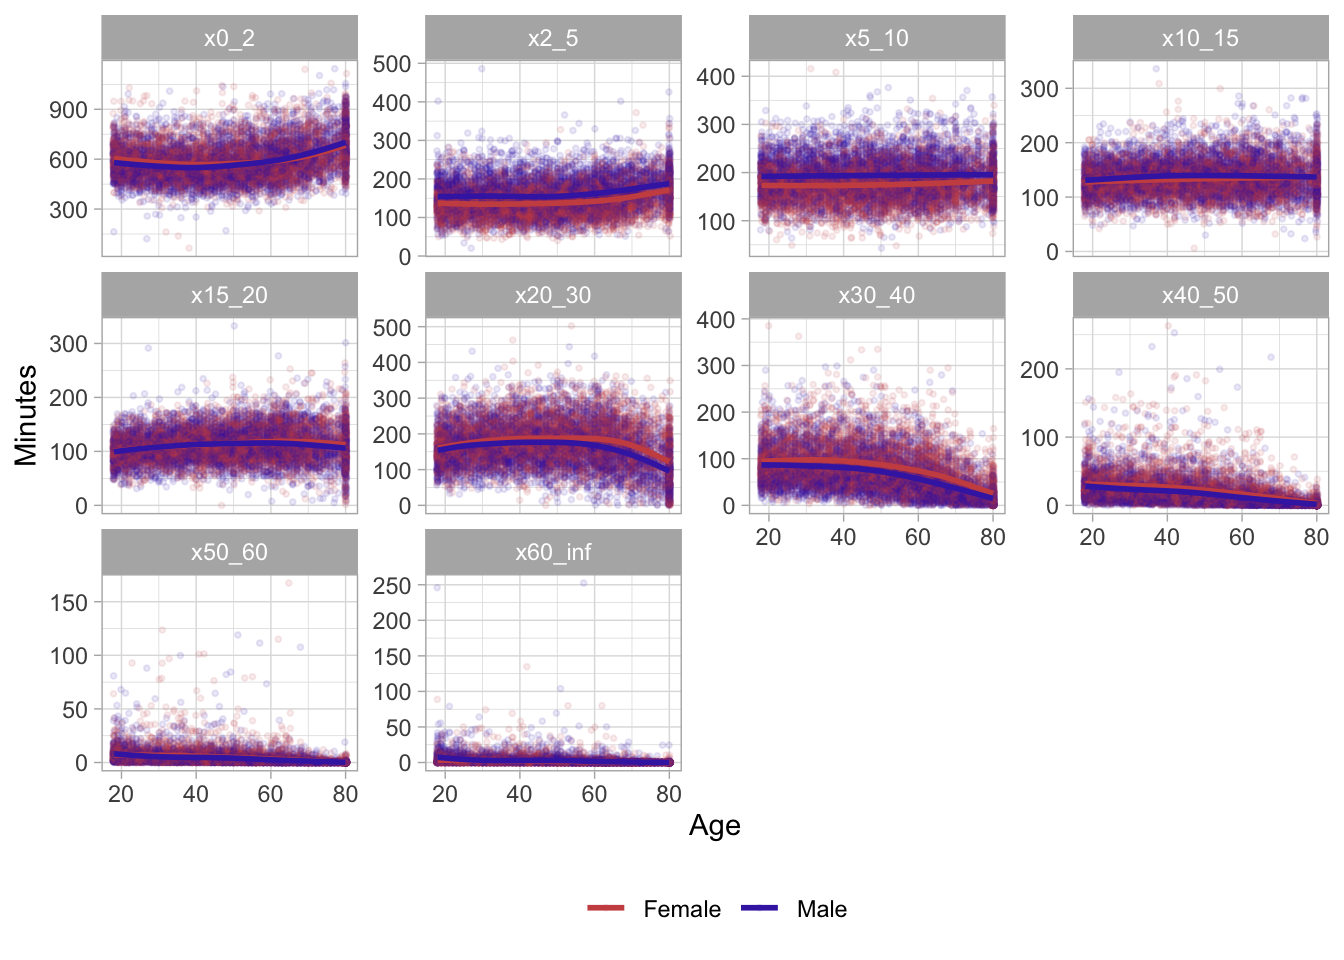 x0_2 x2_5 x5_10 x10_15
900 600 300
500 400 300 200 100 0
400 300 200 100
300 200 100 0
x15_20 x20_30 x30_40 x40_50
300 200 100 0
500 400 300 200 100 0
400 300 200 100 0
200 100 0
20 40 60 80
20 40 60 80
Minutes
x50_60 x60_inf
150 100 50 0
250 200 150 100 50 0
20 40 60 80
20 40 60 80
Age
Female Male